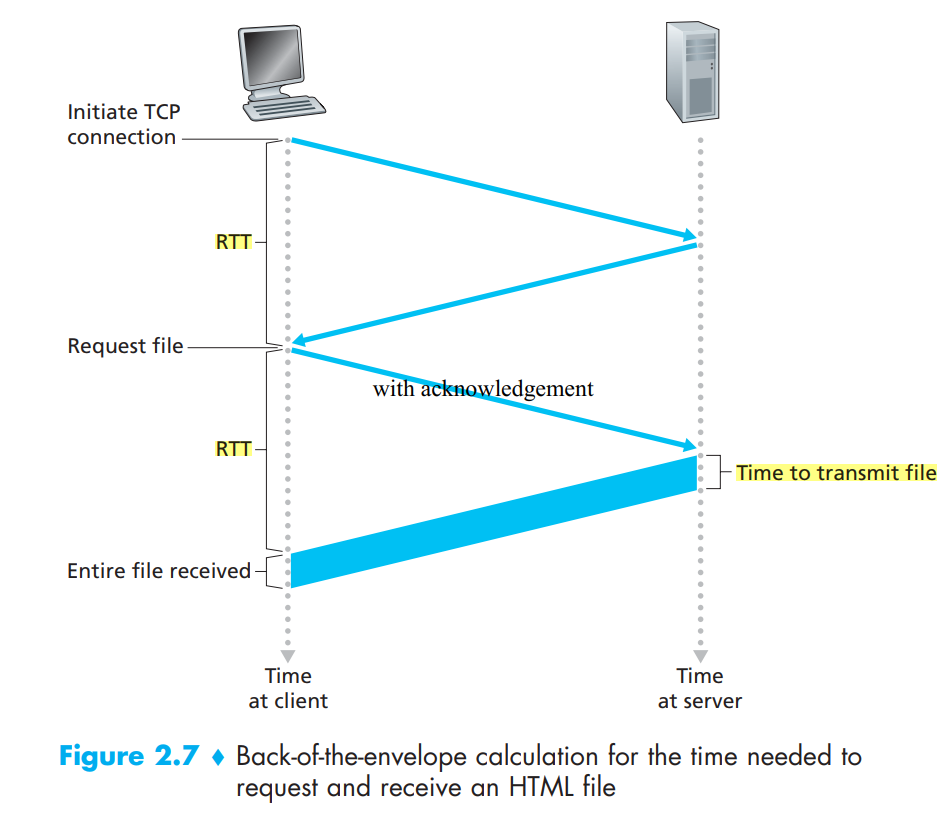 Initiate TCP
connection
RTT
Request file
with acknowledgement
RTT
Time to transmit file
Entire file received
Time
at client
Time
at server
Figure 2.7 ♦ Back-of-the-envelope calculation for the time needed to
request and receive an HTML file